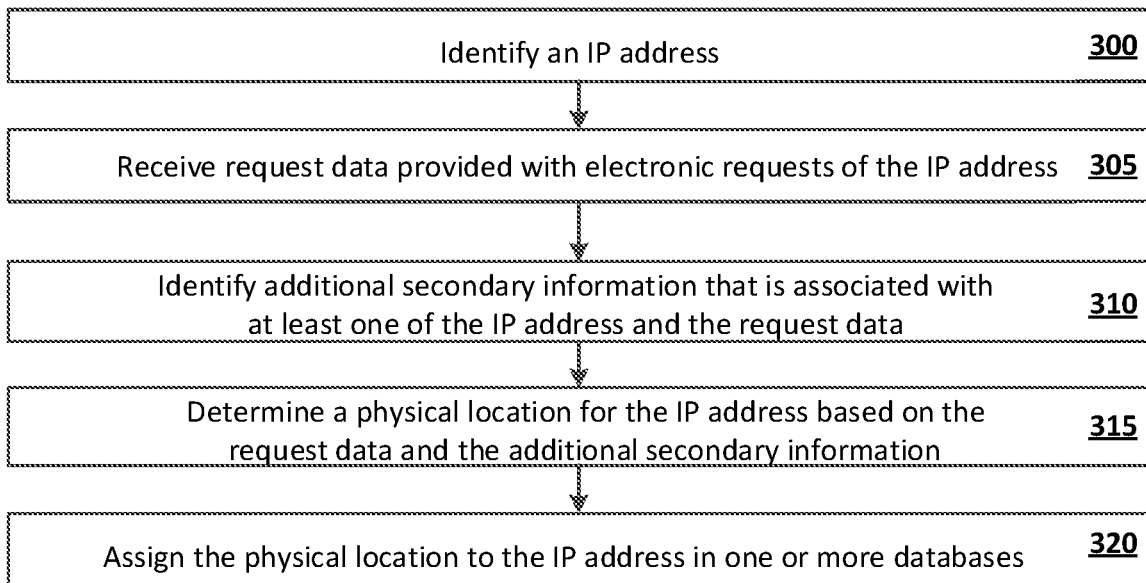 Identify an IP address 300
Receive request data provided with electronic requests of the IP address 305
Identify additional secondary information that is associated with
at least one of the IP address and the request data 310
Determine a physical location for the IP address based on the
request data and the additional secondary information 315
Assign the physical location to the IP address in one or more databases 320